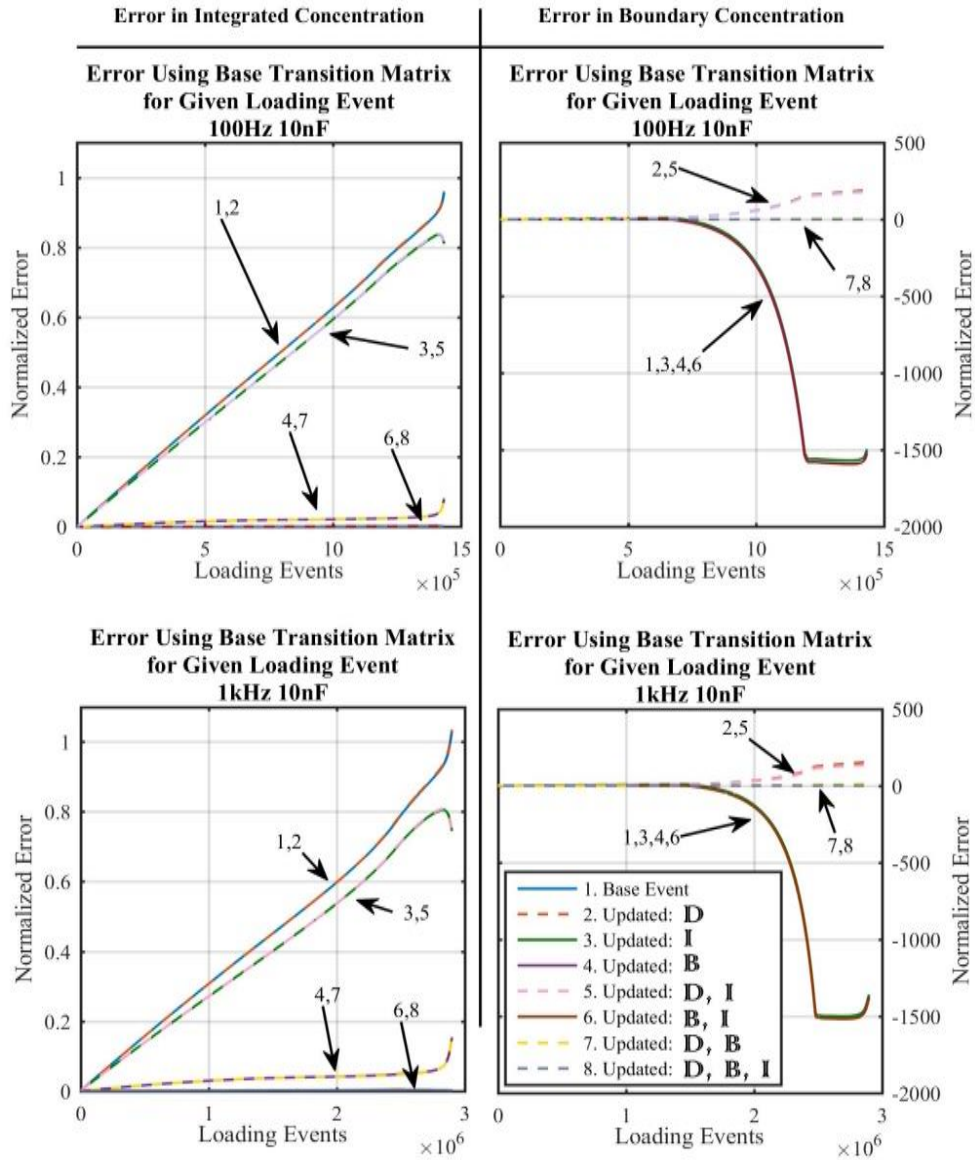 Error in Integrated Concentration
Error in Boundary Concentration
Error Using Base Transition Matrix
for Given Loading Event
100Hz 10nF
Normalized Error
1
0.8
0.6
0.4
0.2
0
1,2
3,5
4,7
6,8
0
5
10
15
Loading Events
×10⁵
Error Using Base Transition Matrix
for Given Loading Event
100Hz 10nF
500
0
-500
-1000
-1500
-2000
Normalized Error
2,5
7,8
1,3,4,6
0
5
10
15
Loading Events
×10⁵
Error Using Base Transition Matrix
for Given Loading Event
1kHz 10nF
Normalized Error
1
0.8
0.6
0.4
0.2
0
1,2
3,5
4,7
6,8
0
1
2
3
Loading Events
×10⁶
Error Using Base Transition Matrix
for Given Loading Event
1kHz 10nF
500
0
-500
-1000
-1500
-2000
Normalized Error
2,5
1,3,4,6
7,8
1. Base Event
2. Updated: 𝔻
3. Updated: 𝕀
4. Updated: 𝔹
5. Updated: 𝔻, 𝕀
6. Updated: 𝔹, 𝕀
7. Updated: 𝔻, 𝔹
8. Updated: 𝔻, 𝔹, 𝕀
0
1
2
3
Loading Events
×10⁶